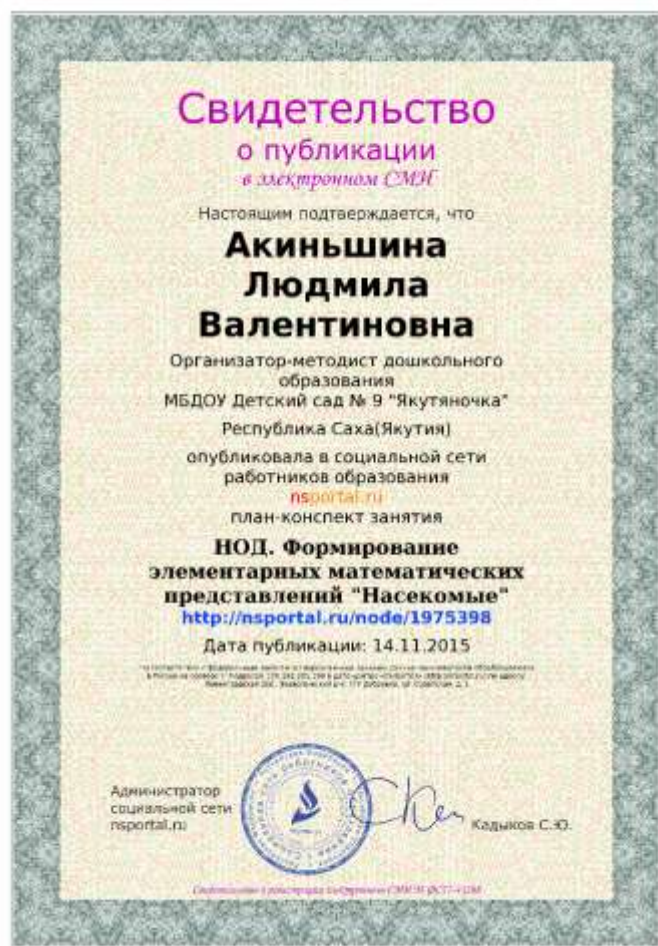 Свидетельство
о публикации
в электронном СМИ
Настоящим подтверждается, что
Акиньшина
Людмила
Валентиновна
Организатор-методист дошкольного
образования
МБДОУ Детский сад № 9 "Якутяночка"
Республика Саха(Якутия)
опубликовала в социальной сети
работников образования
nsportal.ru
план-конспект занятия
НОД. Формирование
элементарных математических
представлений "Насекомые"
http://nsportal.ru/node/1975398
Дата публикации: 14.11.2015
Администратор
социальной сети
nsportal.ru
Кадыков С.Ю.